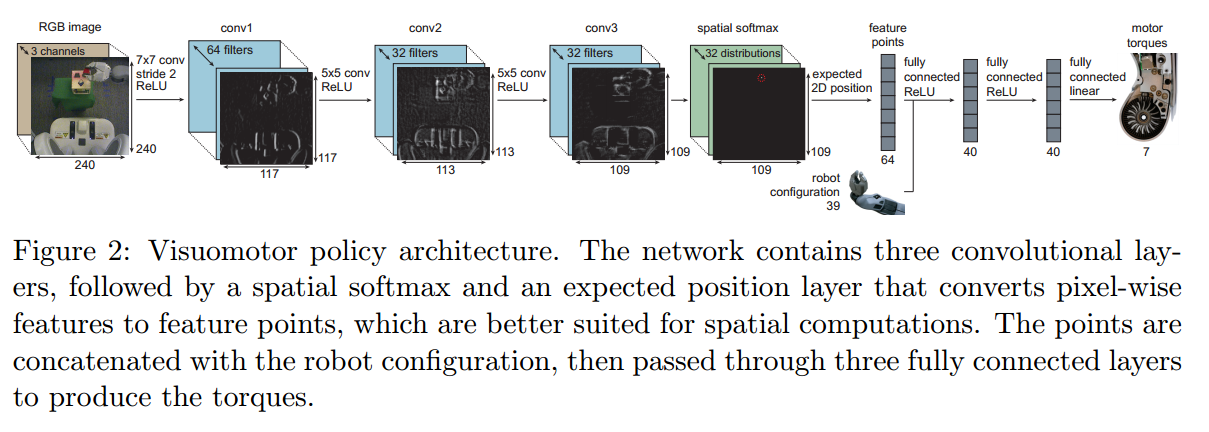 RGB image
3 channels
240
240
7x7 conv
stride 2
ReLU
conv1
64 filters
117
117
5x5 conv
ReLU
conv2
32 filters
113
113
5x5 conv
ReLU
conv3
32 filters
109
109
spatial softmax
32 distributions
109
109
expected
2D position
feature
points
64
robot
configuration
39
fully
connected
ReLU
40
fully
connected
ReLU
40
fully
connected
linear
motor
torques
7
Figure 2: Visuomotor policy architecture. The network contains three convolutional lay-
ers, followed by a spatial softmax and an expected position layer that converts pixel-wise
features to feature points, which are better suited for spatial computations. The points are
concatenated with the robot configuration, then passed through three fully connected layers
to produce the torques.